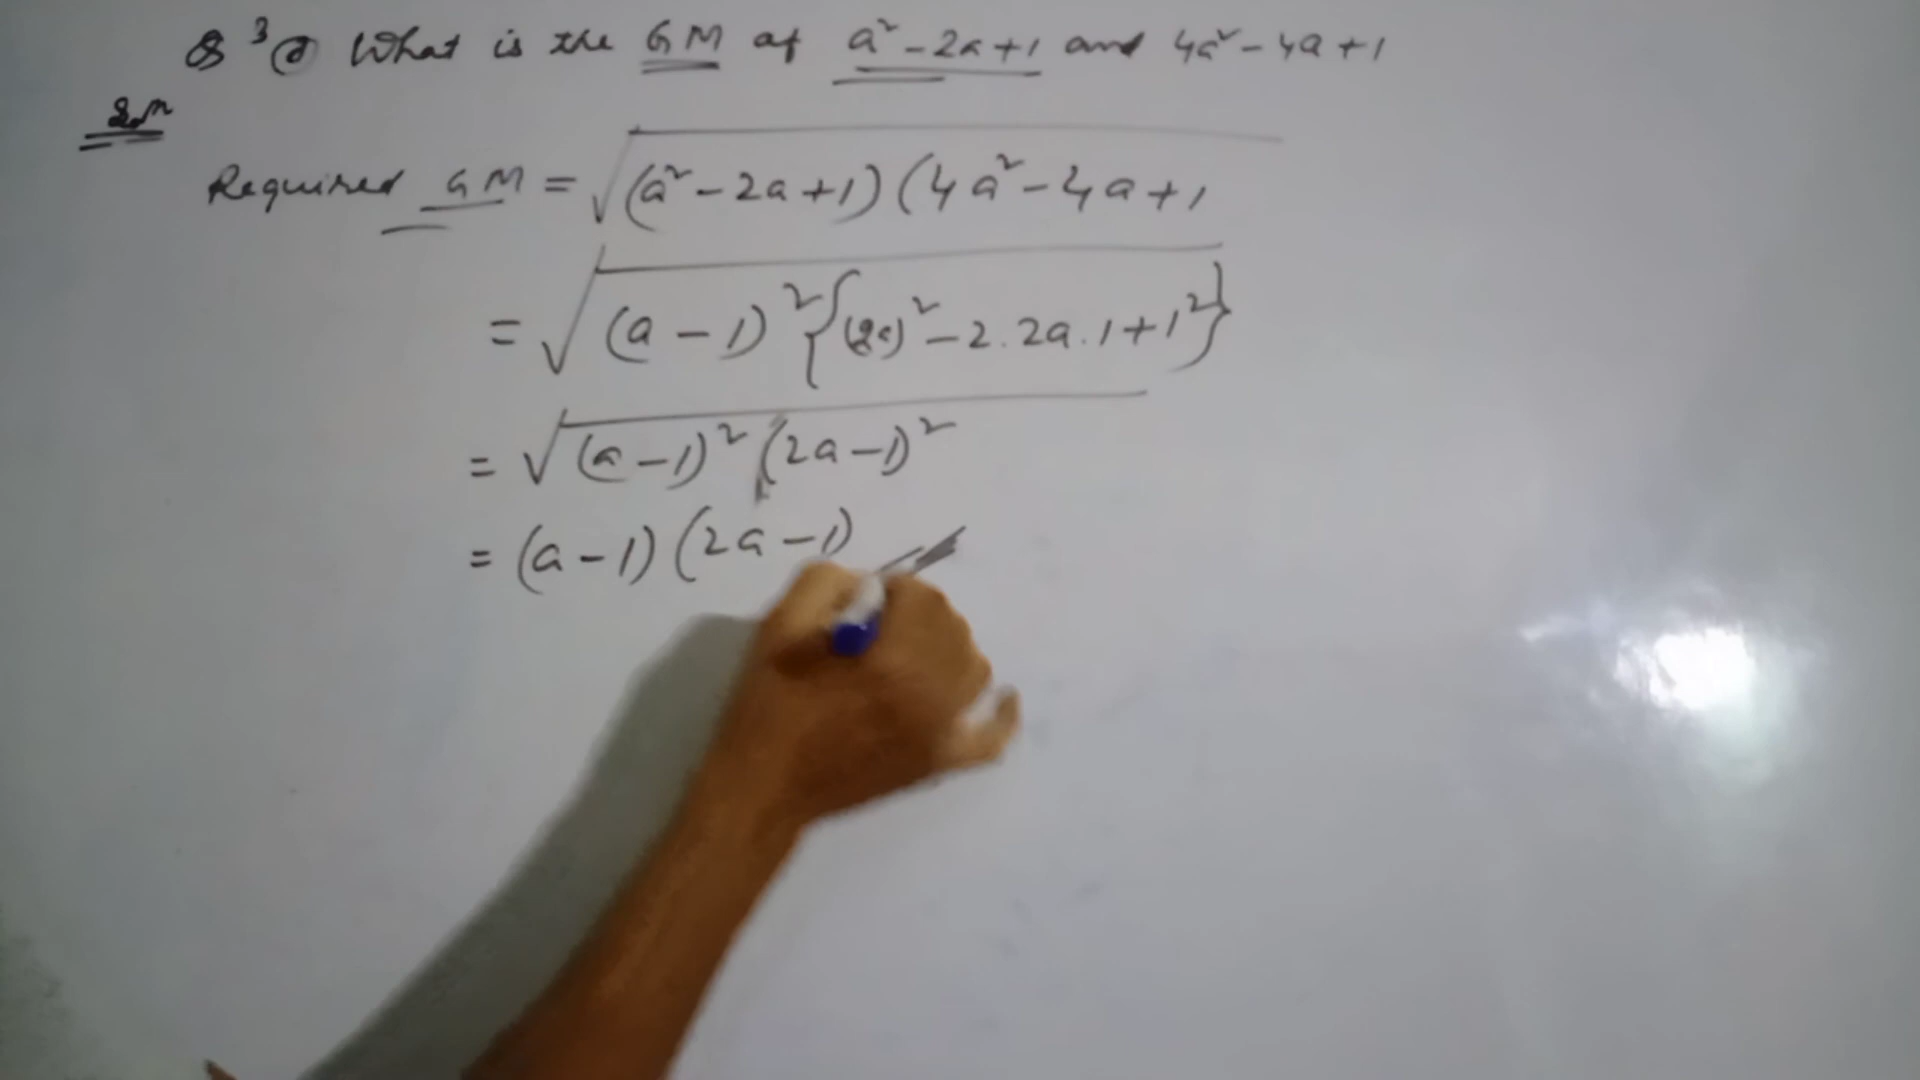 Q 3 @ What is the GM of a² - 2a + 1 and 4a² - 4a + 1
Soln
Required GM = √(a² - 2a + 1) (4a² - 4a + 1
= √(a - 1)² {(2a)² - 2.2a.1 + 1²}
= √(a - 1)² (2a - 1)²
= (a - 1) (2a - 1)